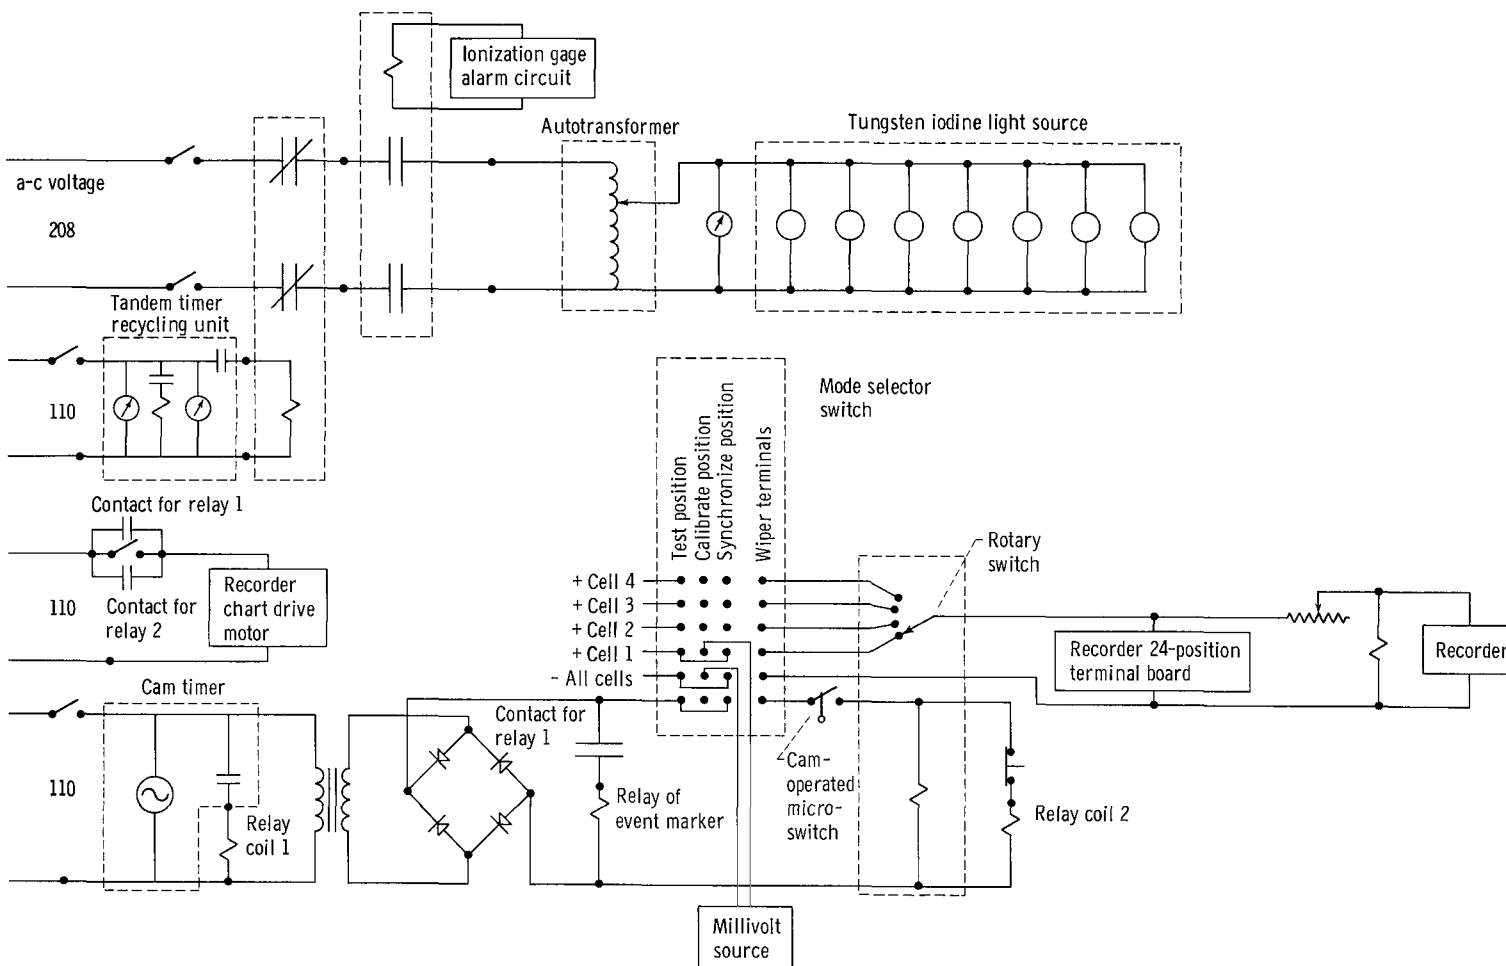 Ionization gage
alarm circuit
Autotransformer
Tungsten iodine light source
a-c voltage
208
Tandem timer
recycling unit
110
Mode selector
switch
Test position
Calibrate position
Synchronize position
Wiper terminals
Contact for relay 1
Contact for
relay 2
110
Recorder
chart drive
motor
+ Cell 4
+ Cell 3
+ Cell 2
+ Cell 1
- All cells
Rotary
switch
Recorder 24-position
terminal board
Recorder
Cam timer
110
Relay
coil 1
Contact for
relay 1
Relay of
event marker
Cam-
operated
micro-
switch
Relay coil 2
Millivolt
source